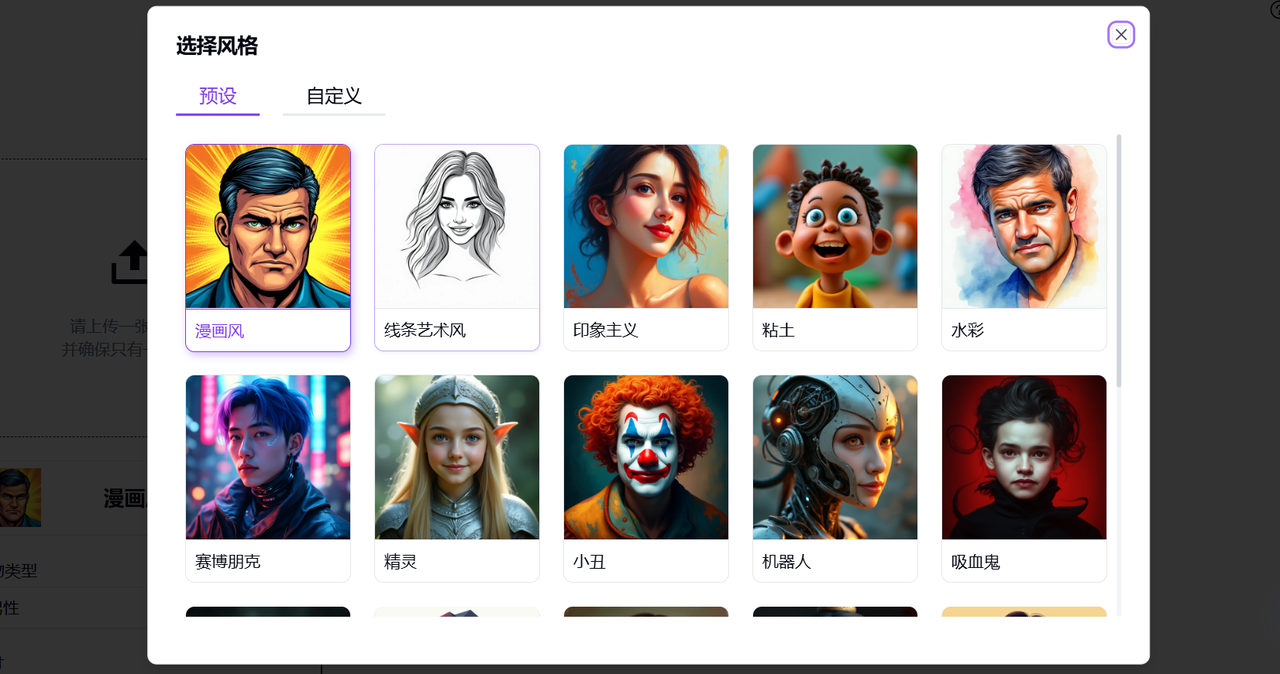 选择风格
预设
自定义
漫画风
线条艺术风
印象主义
粘土
水彩
赛博朋克
精灵
小丑
机器人
吸血鬼
请上传一张
并确保只有一
漫画
类型
性